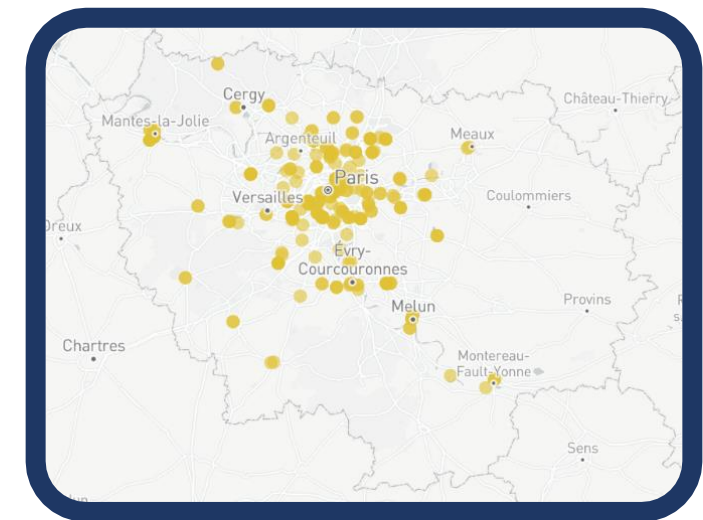 Cergy
Château-Thierry
Mantes-la-Jolie
Argenteuil
Meaux
Paris
Versailles
Coulommiers
Évry-
Courcouronnes
Provins
Melun
Chartres
Montereau-
Fault-Yonne
Sens